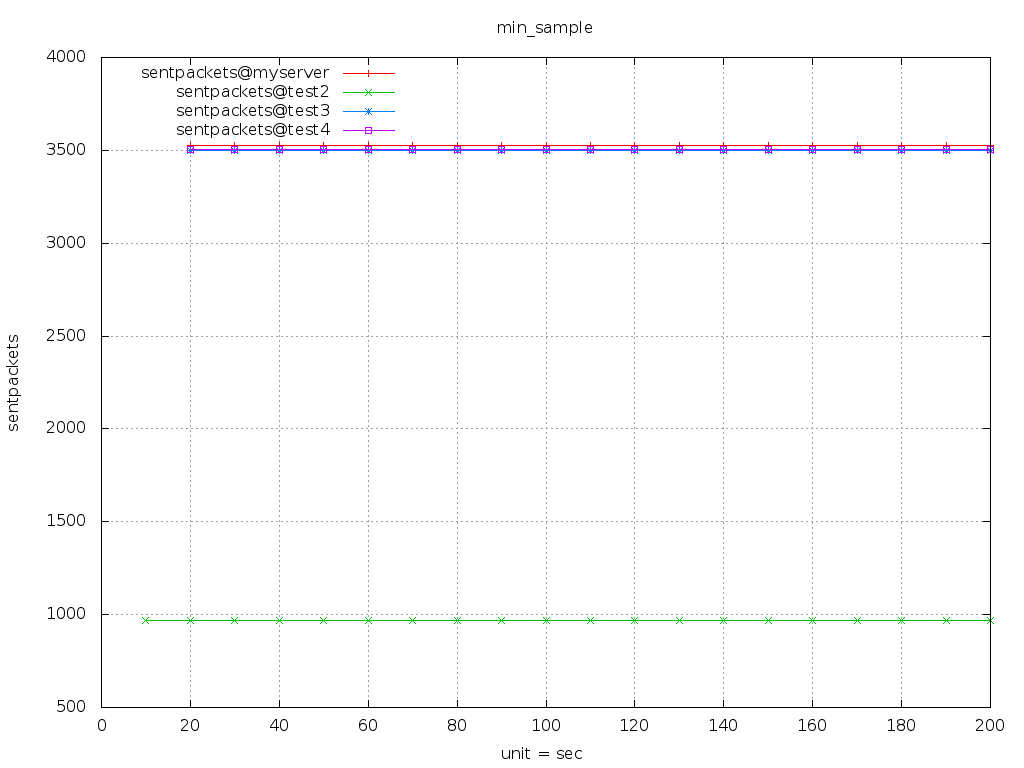 min_sample
4000
3500
3000
2500
2000
1500
1000
500
sentpackets@myserver
sentpackets@test2
sentpackets@test3
sentpackets@test4
sentpackets
0 20 40 60 80 100 120 140 160 180 200
unit = sec